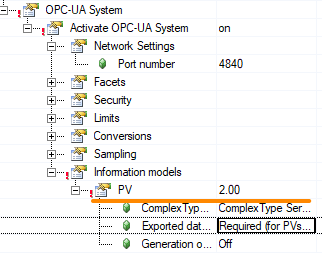 OPC-UA System
Activate OPC-UA System on
Network Settings
Port number 4840
Facets
Security
Limits
Conversions
Sampling
Information models
PV 2.00
ComplexTyp... ComplexType Ser...
Exported dat... Required (for PVs...
Generation o... Off